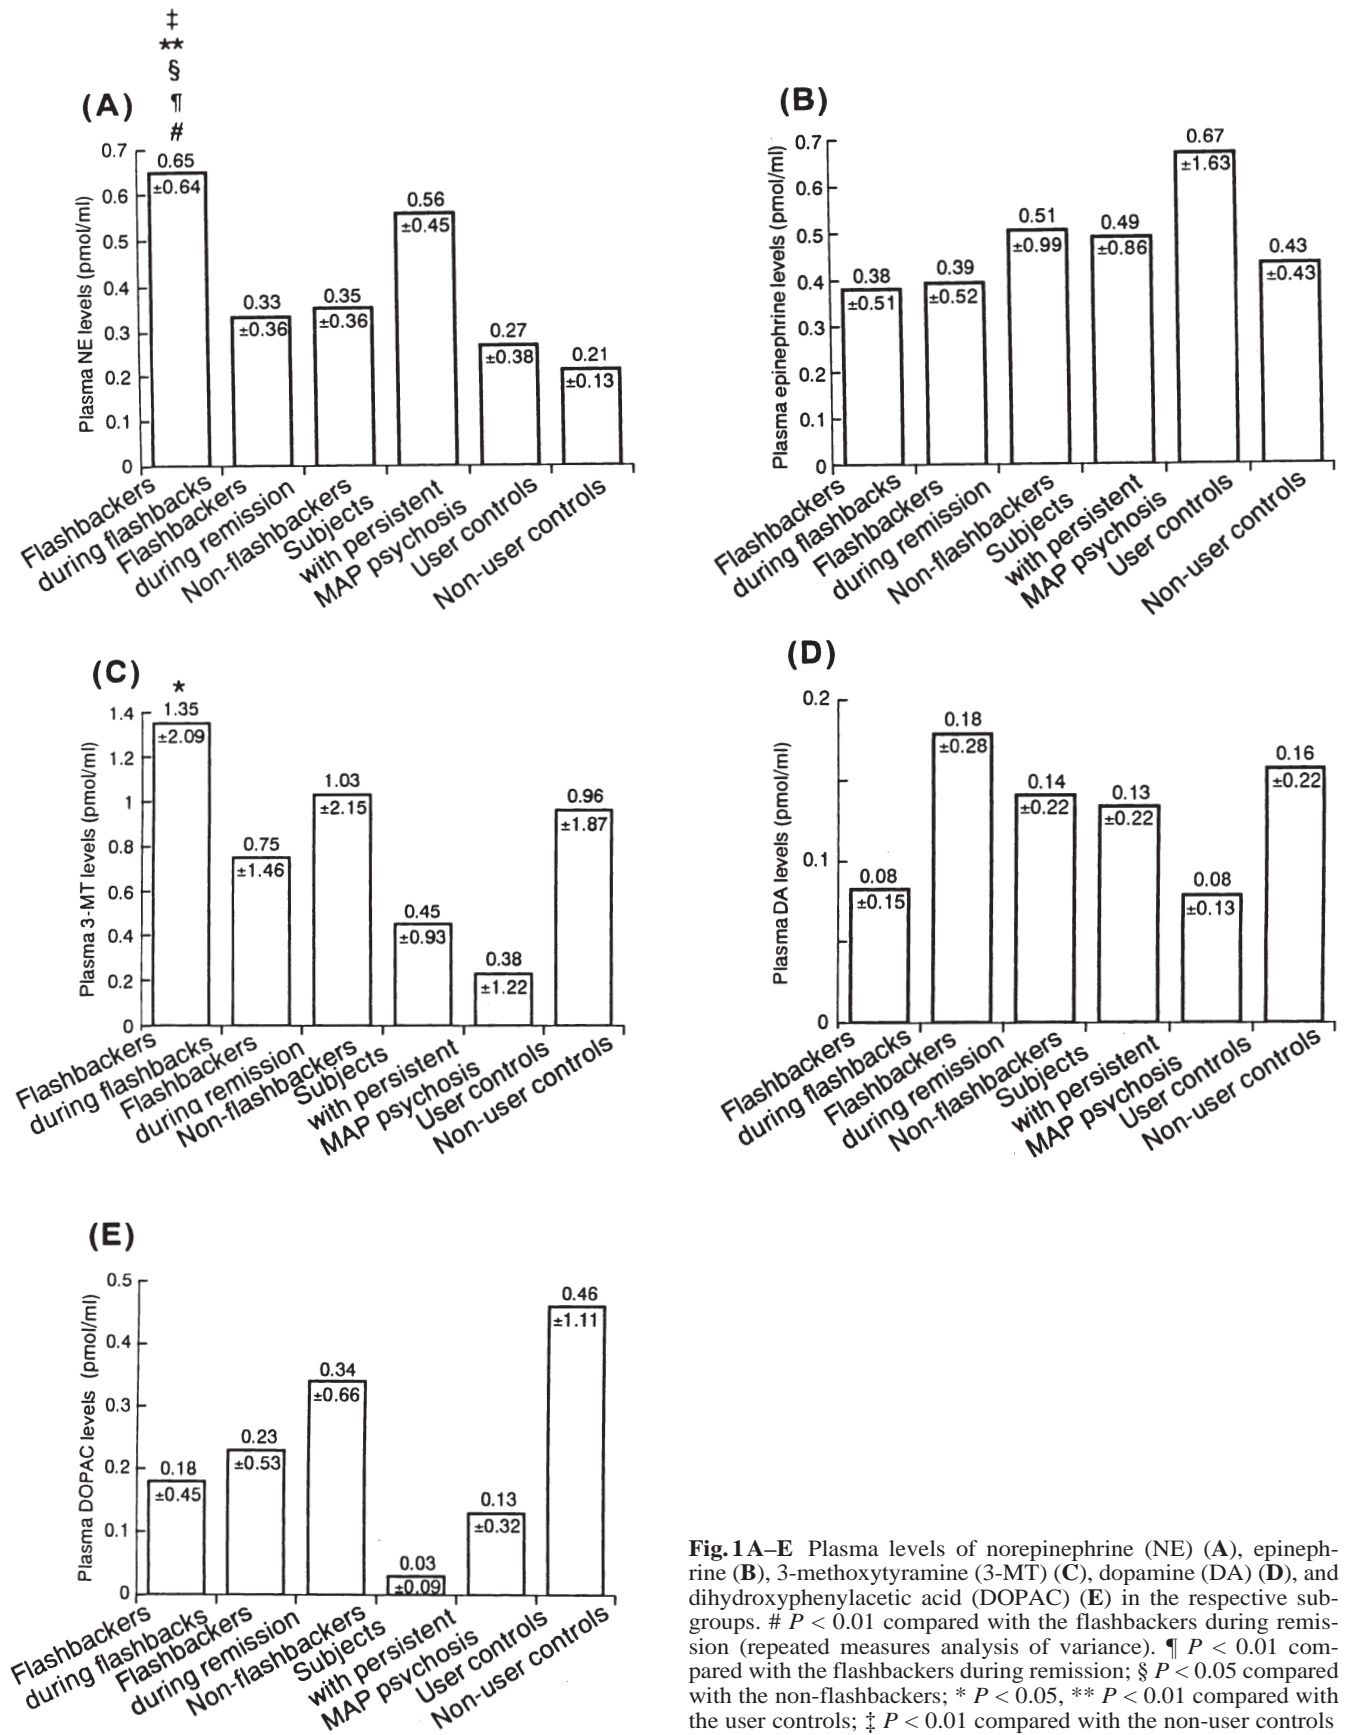 ‡
**
§
¶
#
(A)
Plasma NE levels (pmol/ml)
0.7
0.6
0.5
0.4
0.3
0.2
0.1
0
0.65
±0.64
0.33
±0.36
0.35
±0.36
0.56
±0.45
0.27
±0.38
0.21
±0.13
Flashbackers
during flashbacks
Flashbackers
during remission
Non-flashbackers
Subjects
with persistent
MAP psychosis
User controls
Non-user controls
(B)
Plasma epinephrine levels (pmol/ml)
0.7
0.6
0.5
0.4
0.3
0.2
0.1
0
0.38
±0.51
0.39
±0.52
0.51
±0.99
0.49
±0.86
0.67
±1.63
0.43
±0.43
Flashbackers
during flashbacks
Flashbackers
during remission
Non-flashbackers
Subjects
with persistent
MAP psychosis
User controls
Non-user controls
(C)
*
Plasma 3-MT levels (pmol/ml)
1.4
1.2
1
0.8
0.6
0.4
0.2
0
1.35
±2.09
0.75
±1.46
1.03
±2.15
0.45
±0.93
0.38
±1.22
0.96
±1.87
Flashbackers
during flashbacks
Flashbackers
during remission
Non-flashbackers
Subjects
with persistent
MAP psychosis
User controls
Non-user controls
(D)
Plasma DA levels (pmol/ml)
0.2
0.1
0
0.08
±0.15
0.18
±0.28
0.14
±0.22
0.13
±0.22
0.08
±0.13
0.16
±0.22
Flashbackers
during flashbacks
Flashbackers
during remission
Non-flashbackers
Subjects
with persistent
MAP psychosis
User controls
Non-user controls
(E)
Plasma DOPAC levels (pmol/ml)
0.5
0.4
0.3
0.2
0.1
0
0.18
±0.45
0.23
±0.53
0.34
±0.66
0.03
±0.09
0.13
±0.32
0.46
±1.11
Flashbackers
during flashbacks
Flashbackers
during remission
Non-flashbackers
Subjects
with persistent
MAP psychosis
User controls
Non-user controls
Fig. 1 A–E Plasma levels of norepinephrine (NE) (A), epineph-
rine (B), 3-methoxytyramine (3-MT) (C), dopamine (DA) (D), and
dihydroxyphenylacetic acid (DOPAC) (E) in the respective sub-
groups. # P < 0.01 compared with the flashbackers during remis-
sion (repeated measures analysis of variance). ¶ P < 0.01 com-
pared with the flashbackers during remission; § P < 0.05 compared
with the non-flashbackers; * P < 0.05, ** P < 0.01 compared with
the user controls; ‡ P < 0.01 compared with the non-user controls